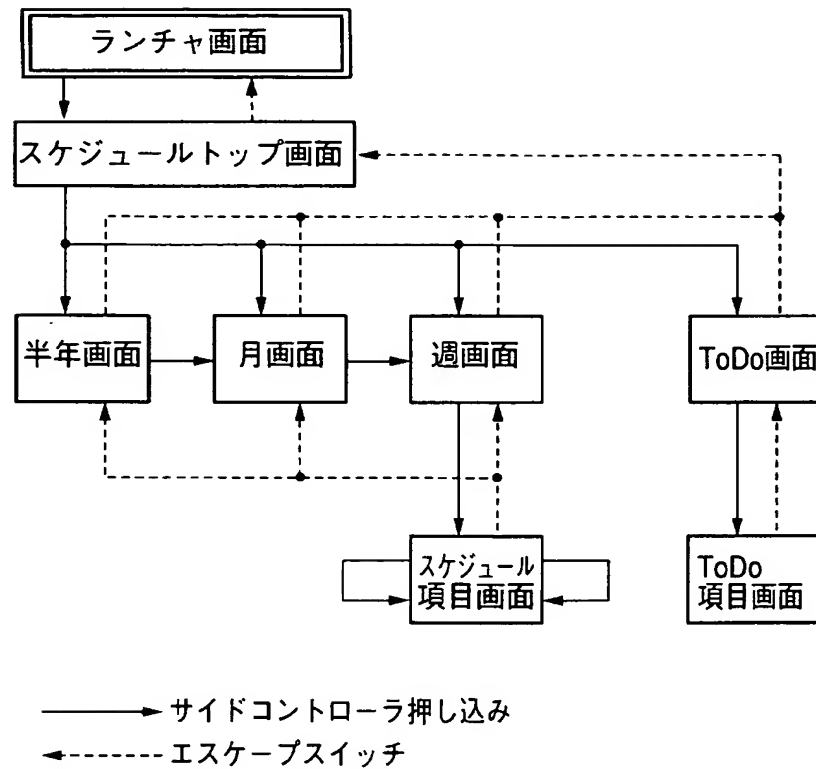 ランチャ画面
スケジュールトップ画面
半年画面
月画面
週画面
ToDo画面
スケジュール
項目画面
ToDo
項目画面
サイドコントローラ押し込み
エスケープスイッチ